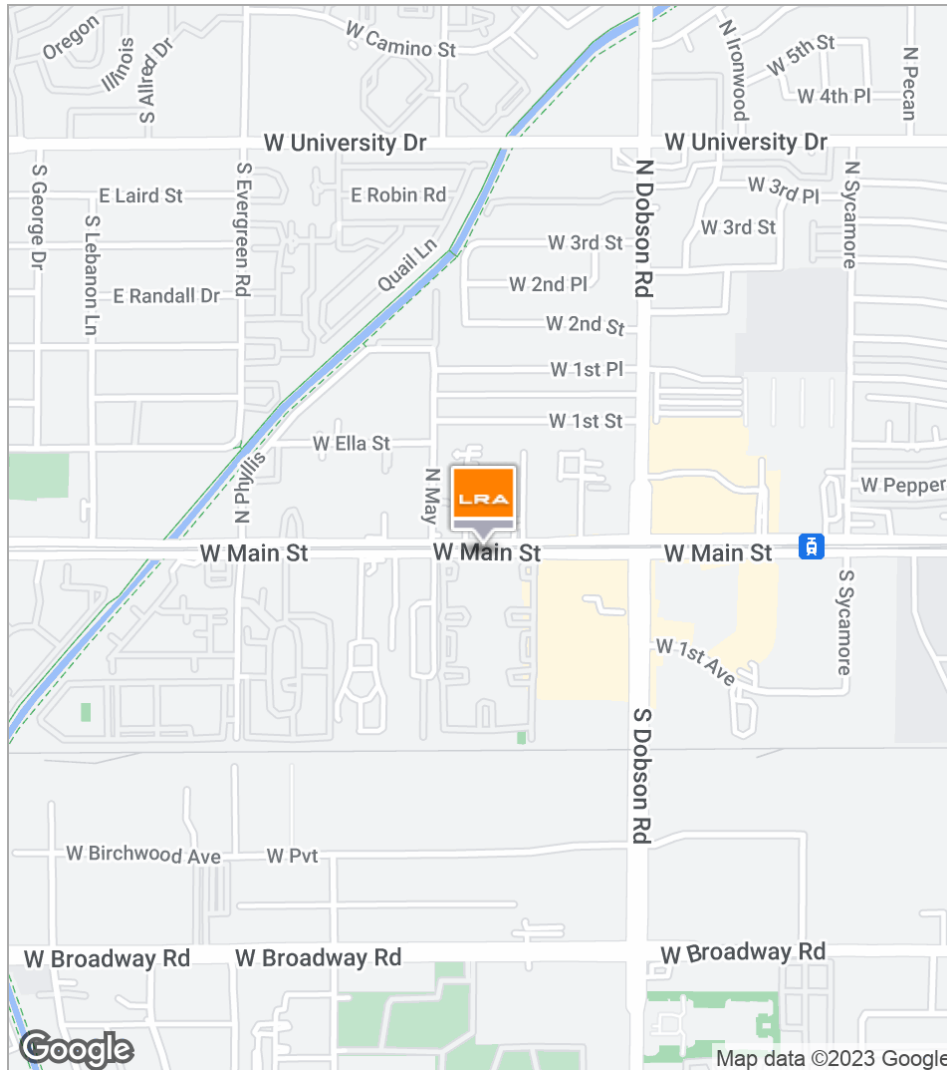 Oregon
Illinois
S Allred Dr
W Camino St
N Ironwood
W 5th St
W 4th Pl
N Pecan
W University Dr
W University Dr
S George Dr
E Laird St
S Lebanon Ln
S Evergreen Rd
E Robin Rd
Quail Ln
N Dobson Rd
W 3rd Pl
W 3rd St
N Sycamore
W 3rd St
W 2nd Pl
E Randall Dr
W 2nd St
W 1st Pl
W 1st St
W Ella St
N Phyllis
N May
LRA
W Pepper
W Main St
W Main St
W Main St
S Sycamore
W 1st Ave
S Dobson Rd
W Birchwood Ave
W Pvt
W Broadway Rd
W Broadway Rd
W Broadway Rd
Google
Map data ©2023 Google